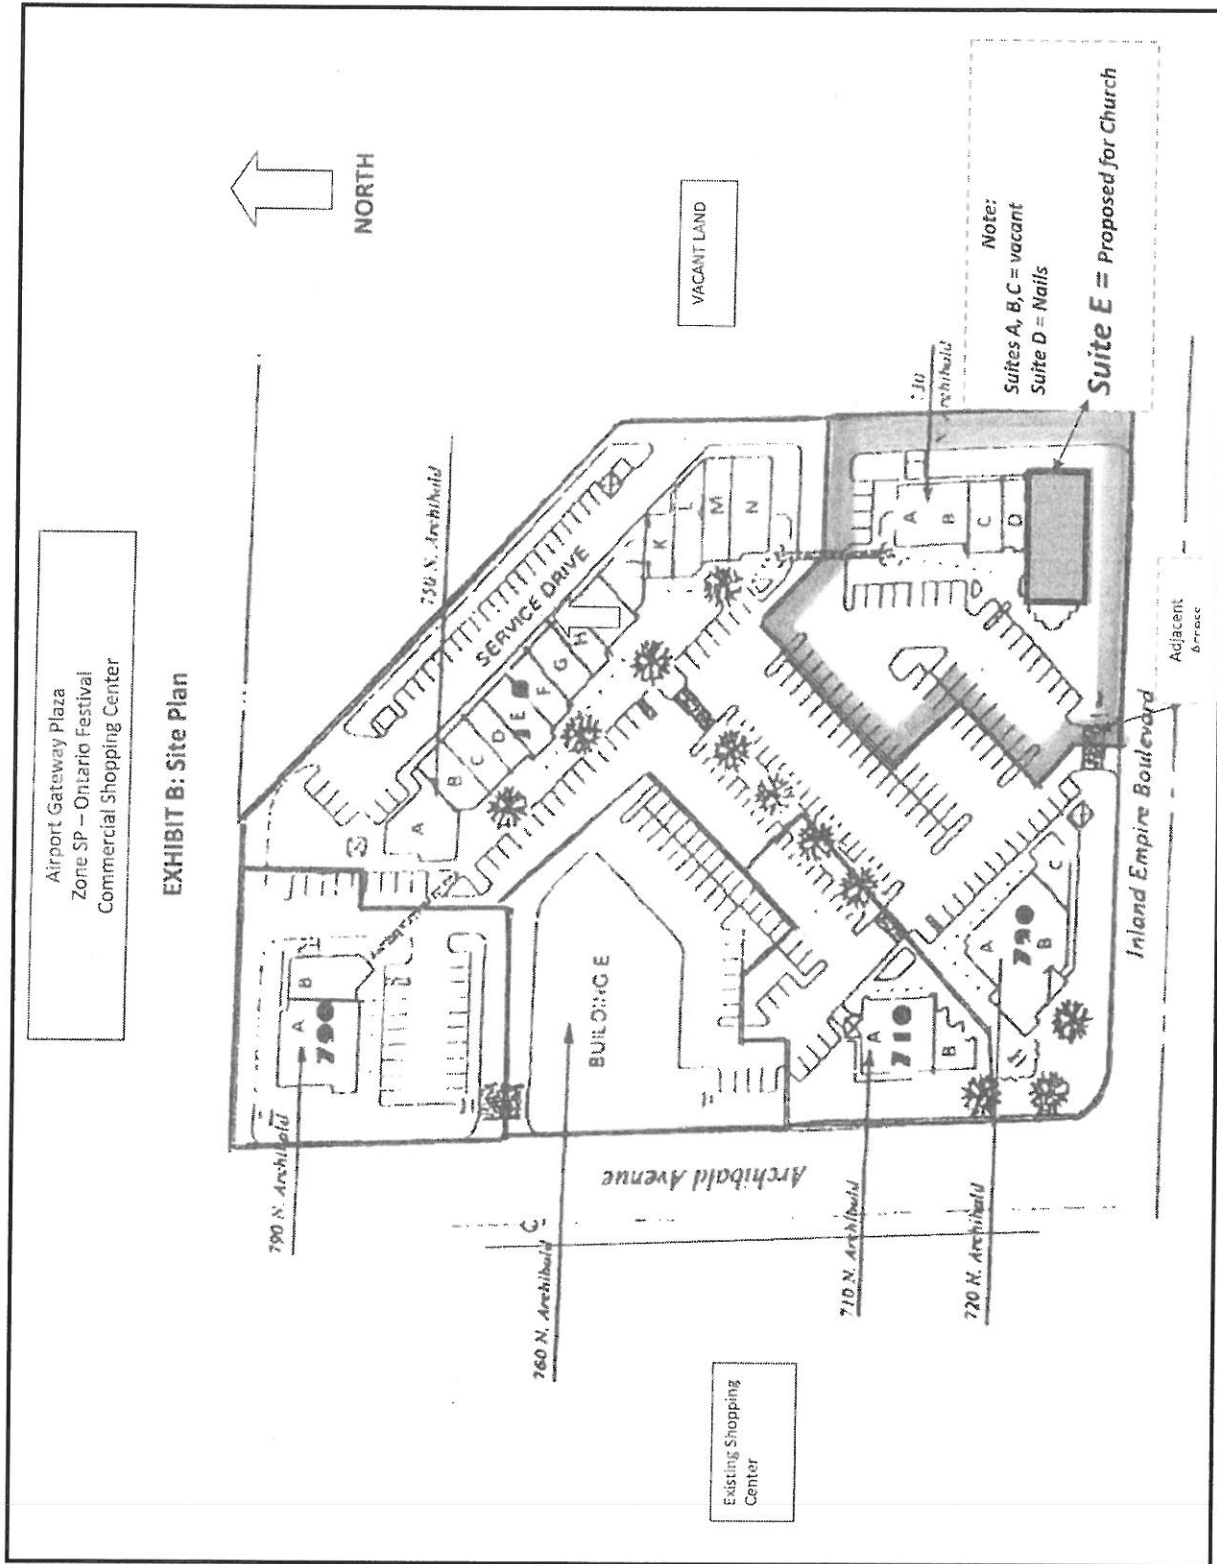 Airport Gateway Plaza
Zone SP – Ontario Festival
Commercial Shopping Center
EXHIBIT B: Site Plan
NORTH
VACANT LAND
790 N. Archibald
A
B
790
750 N. Archibald
SERVICE DRIVE
A
B
C
D
E
F
G
H
K
L
M
N
760 N. Archibald
BUILDING E
Archibald Avenue
Existing Shopping
Center
710 N. Archibald
A
710
B
720 N. Archibald
A
B
C
Archibald
A
B
C
D
Note:
Suites A, B,C = vacant
Suite D = Nails
Suite E = Proposed for Church
Inland Empire Boulevard
Adjacent